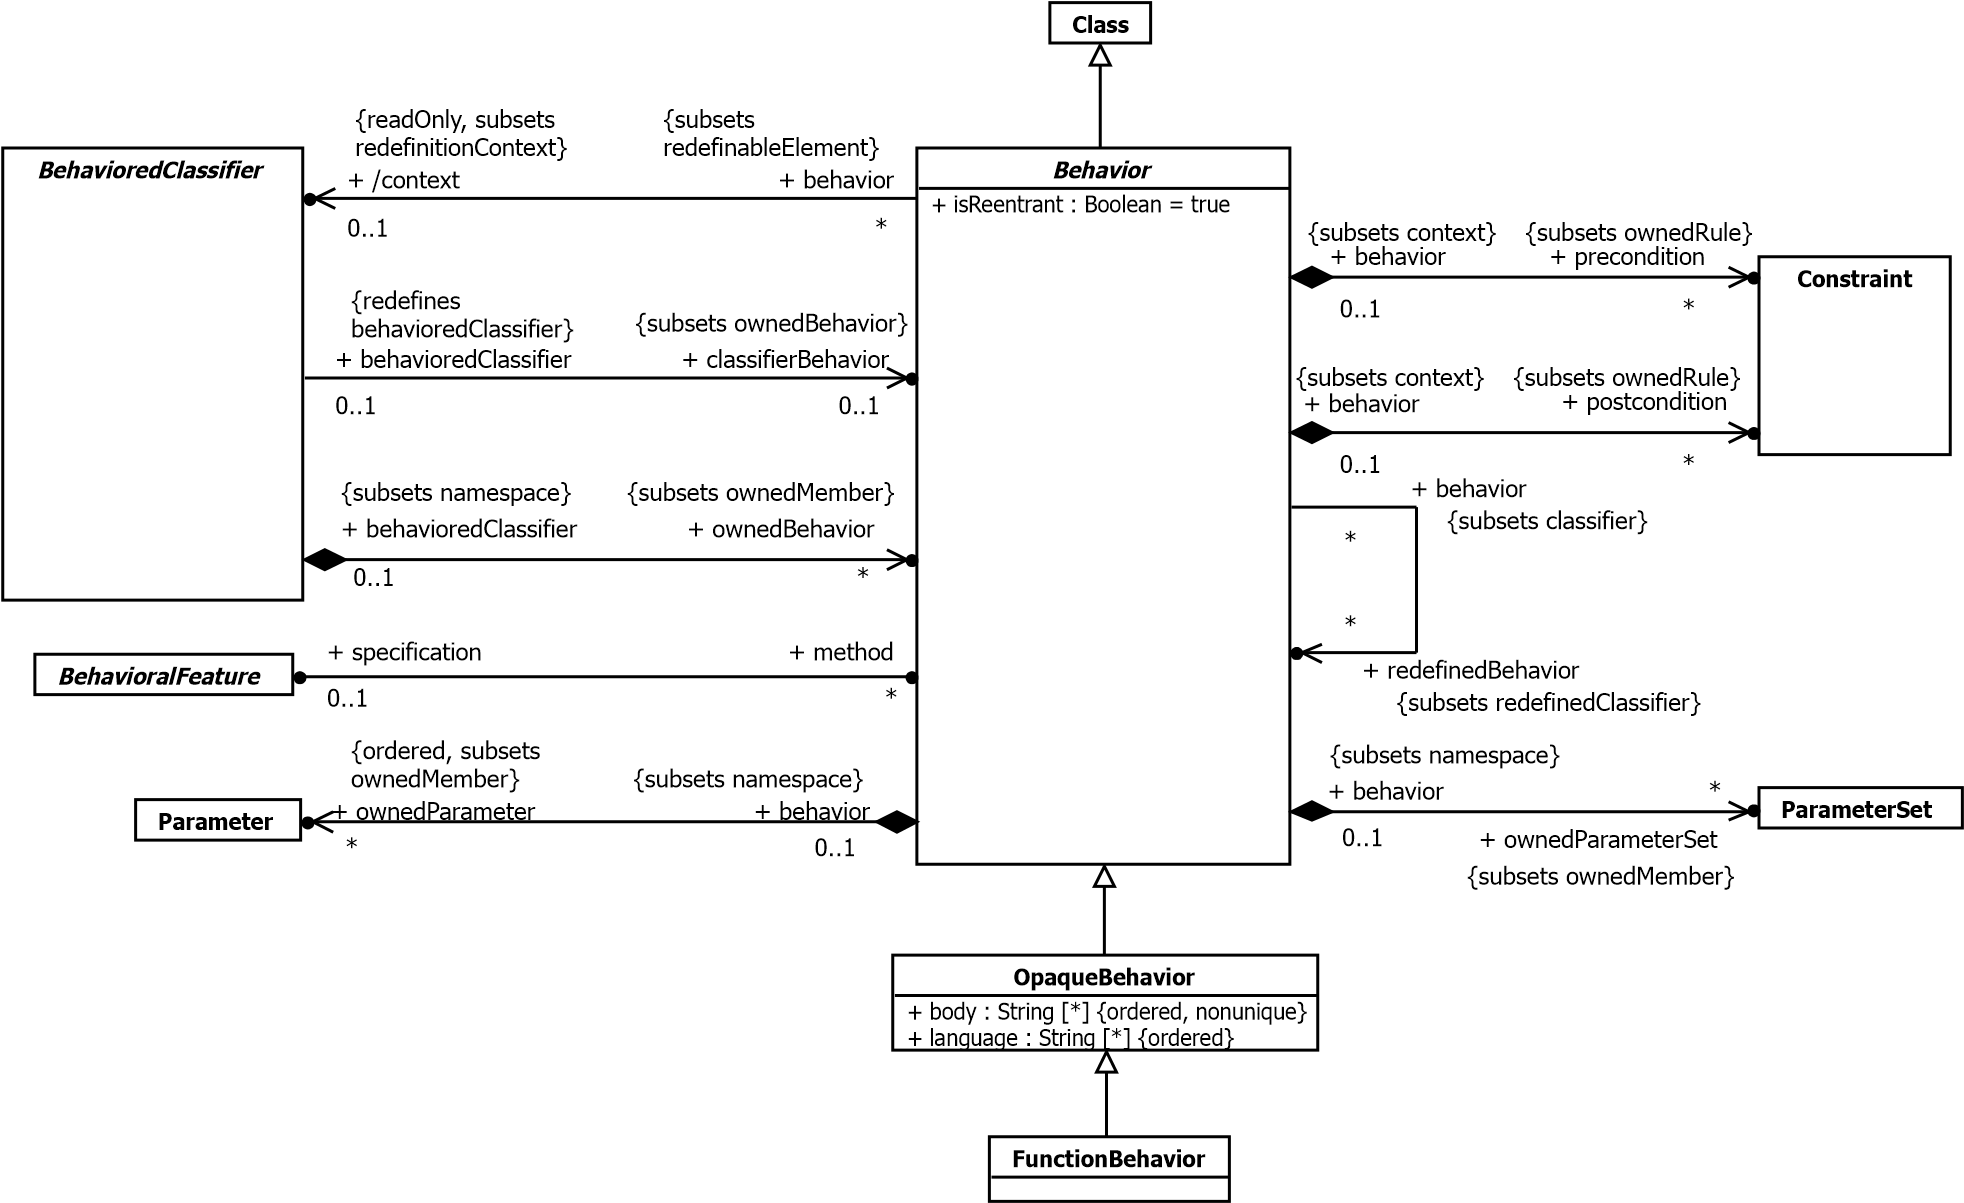 Class
{readOnly, subsets
redefinitionContext}
+ /context
0..1
{subsets
redefinableElement}
+ behavior
*
BehavioredClassifier
Behavior
+ isReentrant : Boolean = true
{subsets context}
+ behavior
0..1
{subsets ownedRule}
+ precondition
*
Constraint
{redefines
behavioredClassifier}
+ behavioredClassifier
0..1
{subsets ownedBehavior}
+ classifierBehavior
0..1
{subsets context}
+ behavior
0..1
{subsets ownedRule}
+ postcondition
*
{subsets namespace}
+ behavioredClassifier
0..1
{subsets ownedMember}
+ ownedBehavior
*
+ behavior
{subsets classifier}
*
*
+ redefinedBehavior
{subsets redefinedClassifier}
BehavioralFeature
+ specification
0..1
+ method
*
{ordered, subsets
ownedMember}
+ ownedParameter
*
{subsets namespace}
+ behavior
0..1
Parameter
{subsets namespace}
+ behavior
0..1
*
+ ownedParameterSet
{subsets ownedMember}
ParameterSet
OpaqueBehavior
+ body : String [*] {ordered, nonunique}
+ language : String [*] {ordered}
FunctionBehavior